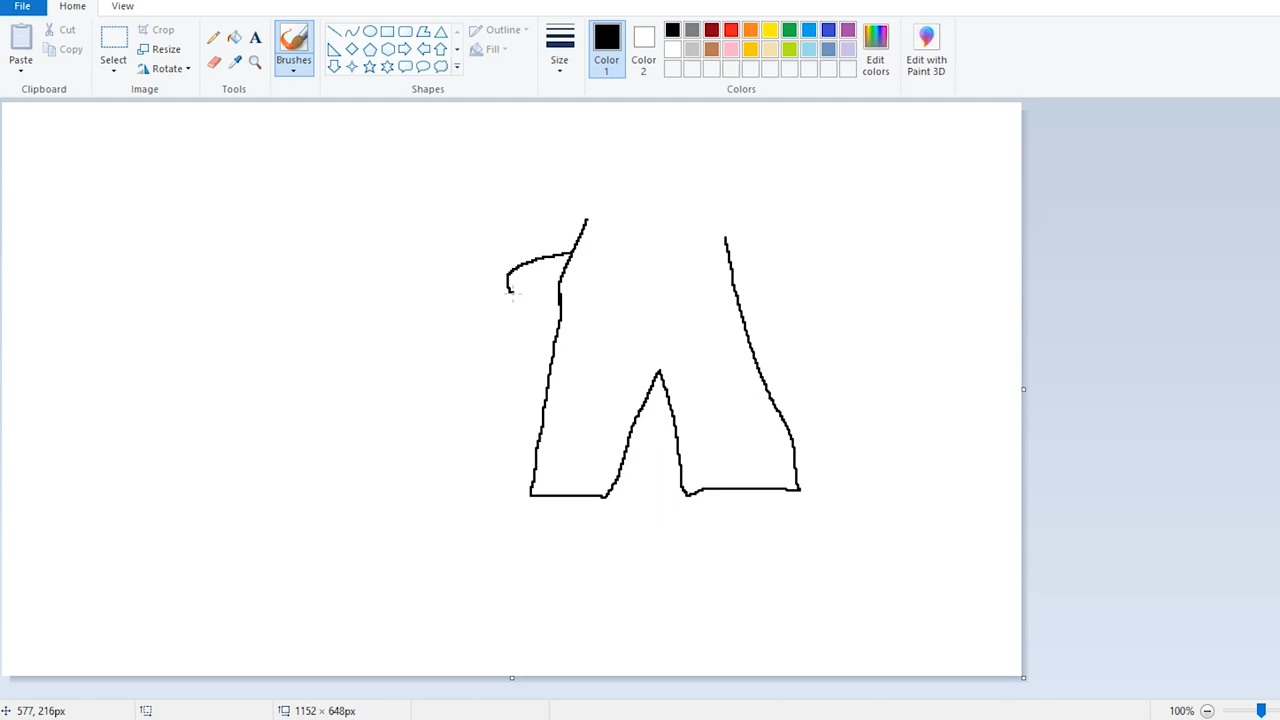 File Home View
Cut
Copy
Paste
Clipboard
Select
Crop
Resize
Rotate
Image
A
Tools
Brushes
Outline
Fill
Shapes
Size
Color 1
Color 2
Edit colors
Colors
Edit with Paint 3D
577, 216px
1152 × 648px
100%